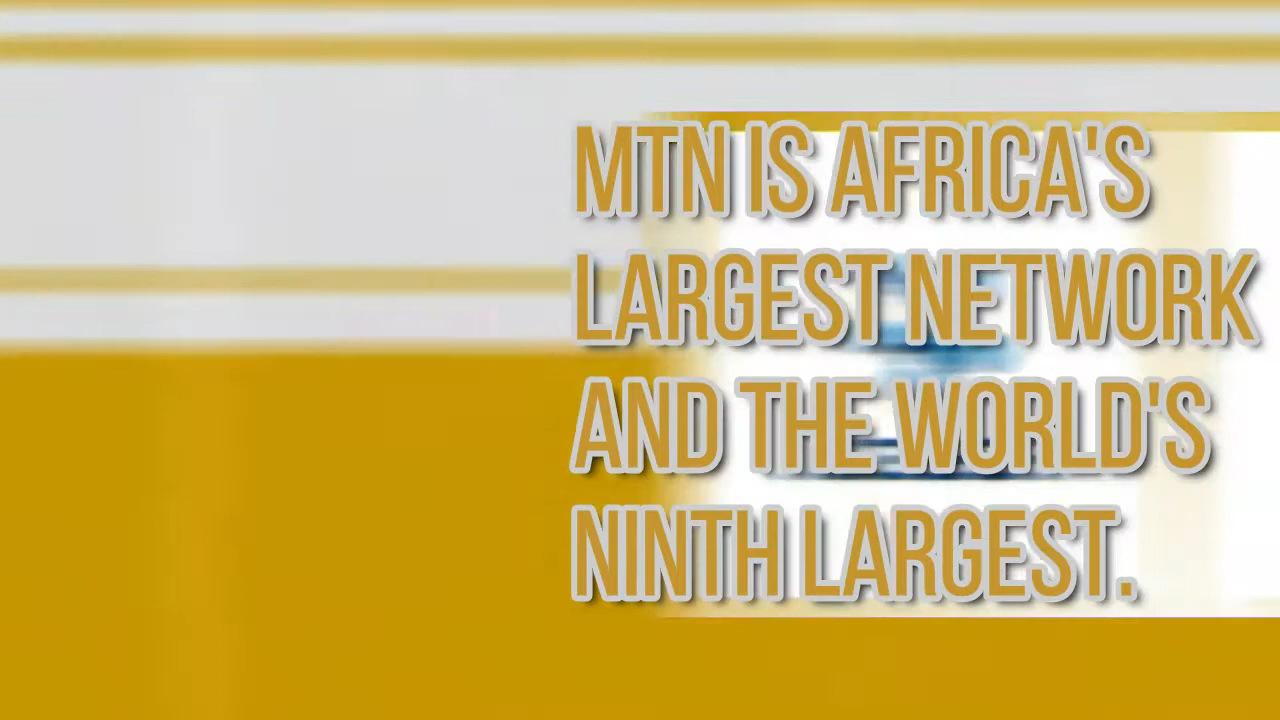 MTN IS AFRICA'S
LARGEST NETWORK
AND THE WORLD'S
NINTH LARGEST.